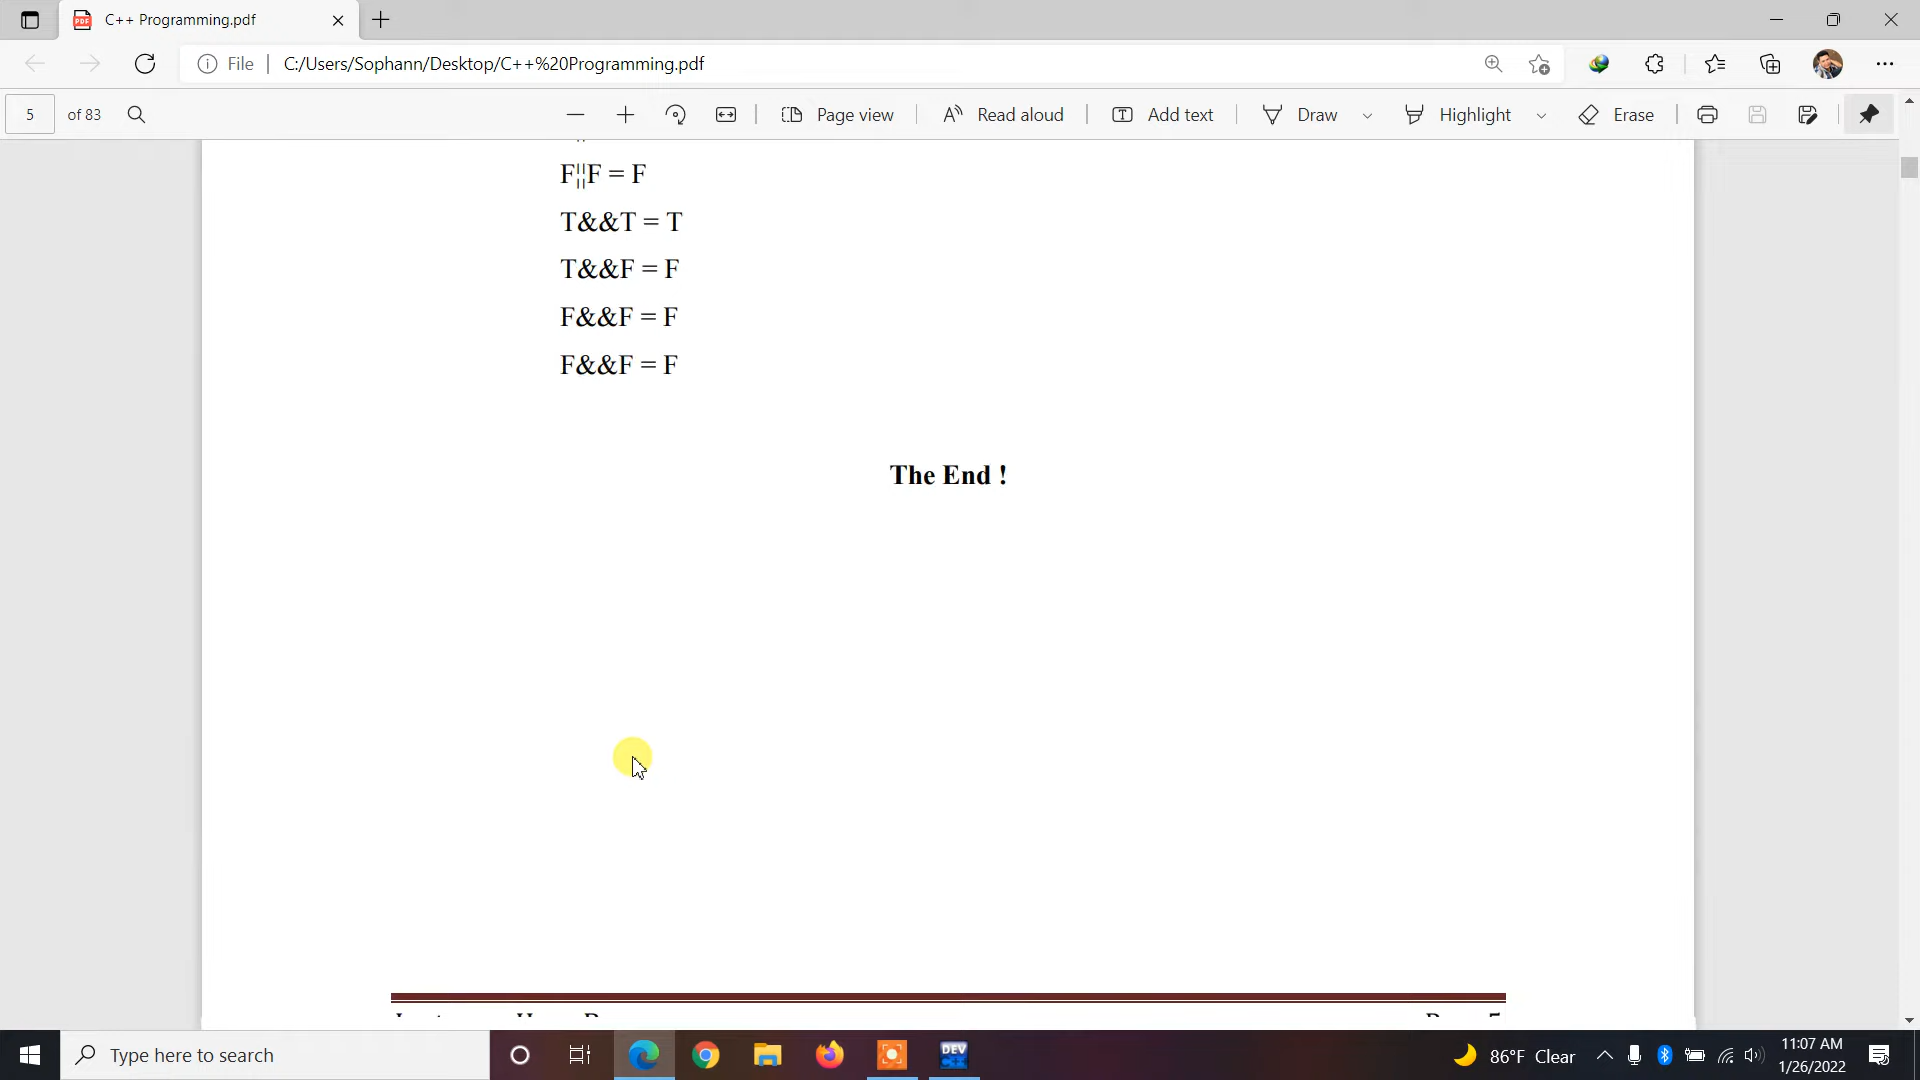 C++ Programming.pdf
File
C:/Users/Sophann/Desktop/C++%20Programming.pdf
5 of 83
Page view
Read aloud
Add text
Draw
Highlight
Erase
F¦¦F = F
T&&T = T
T&&F = F
F&&F = F
F&&F = F
The End !
Type here to search
DEV
C++
86°F Clear
11:07 AM
1/26/2022